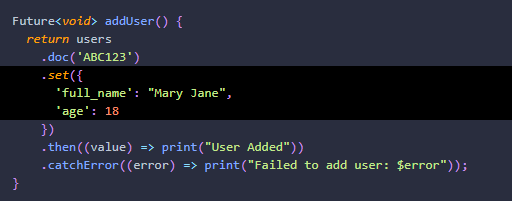 Future<void> addUser() {
  return users
    .doc('ABC123')
    .set({
      'full_name': "Mary Jane",
      'age': 18
    })
    .then((value) => print("User Added"))
    .catchError((error) => print("Failed to add user: $error"));
}